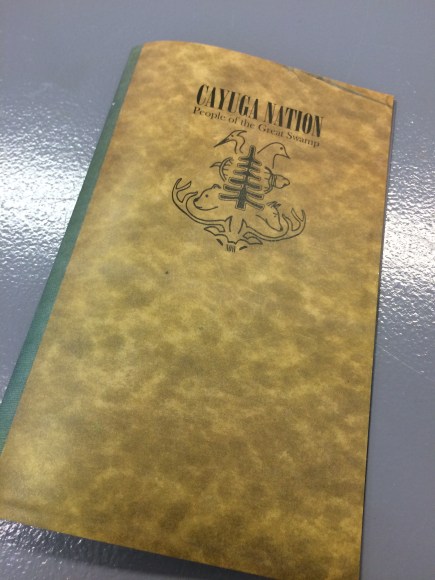 CAYUGA NATION
People of the Great Swamp